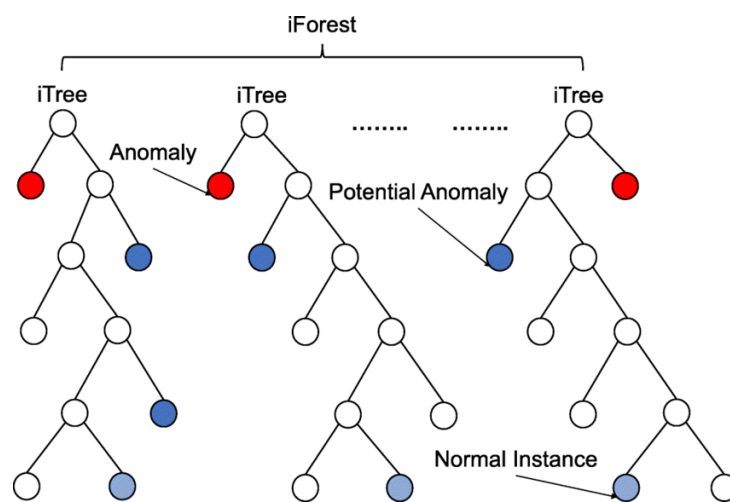 iForest
iTree
iTree
........
........
iTree
Anomaly
Potential Anomaly
Normal Instance